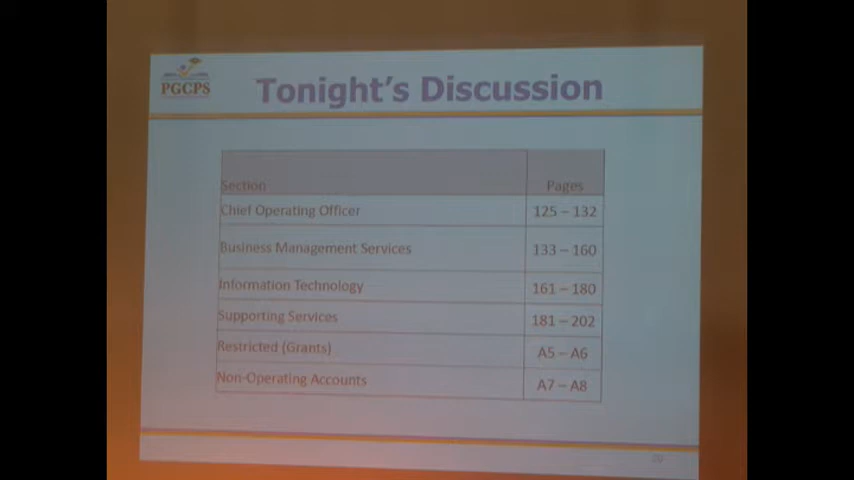 PGCPS
Tonight's Discussion
Section Pages
Chief Operating Officer 125 – 132
Business Management Services 133 – 160
Information Technology 161 – 180
Supporting Services 181 – 202
Restricted (Grants) A5 – A6
Non-Operating Accounts A7 – A8